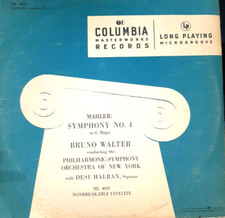 COLUMBIA
MASTERWORKS
RECORDS
LONG PLAYING
MICROGROOVE
MAHLER:
SYMPHONY NO. 4
in G Major
BRUNO WALTER
conducting the
PHILHARMONIC-SYMPHONY
ORCHESTRA OF NEW YORK
with DESI HALBAN, Soprano
ML 4031
NONBREAKABLE VINYLITE